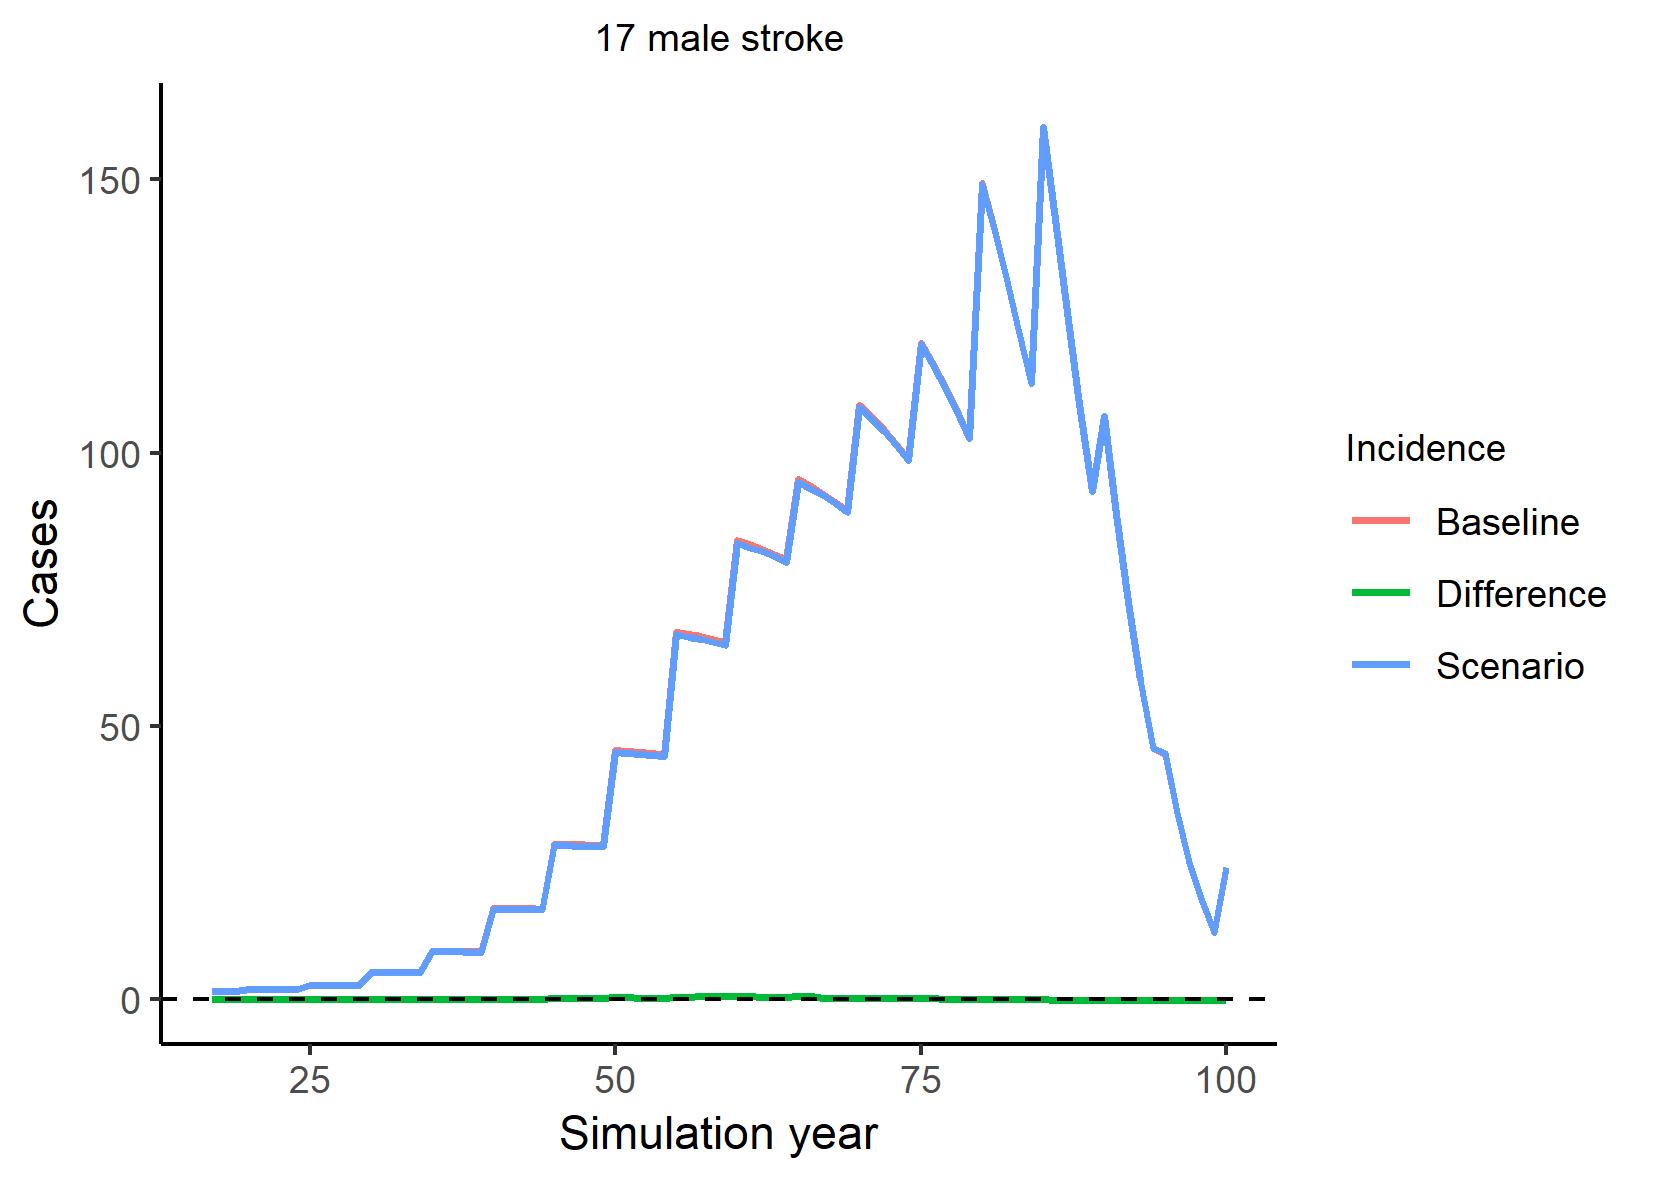 17 male stroke
150
100
50
0
Cases
25 50 75 100
Simulation year
Incidence
Baseline
Difference
Scenario